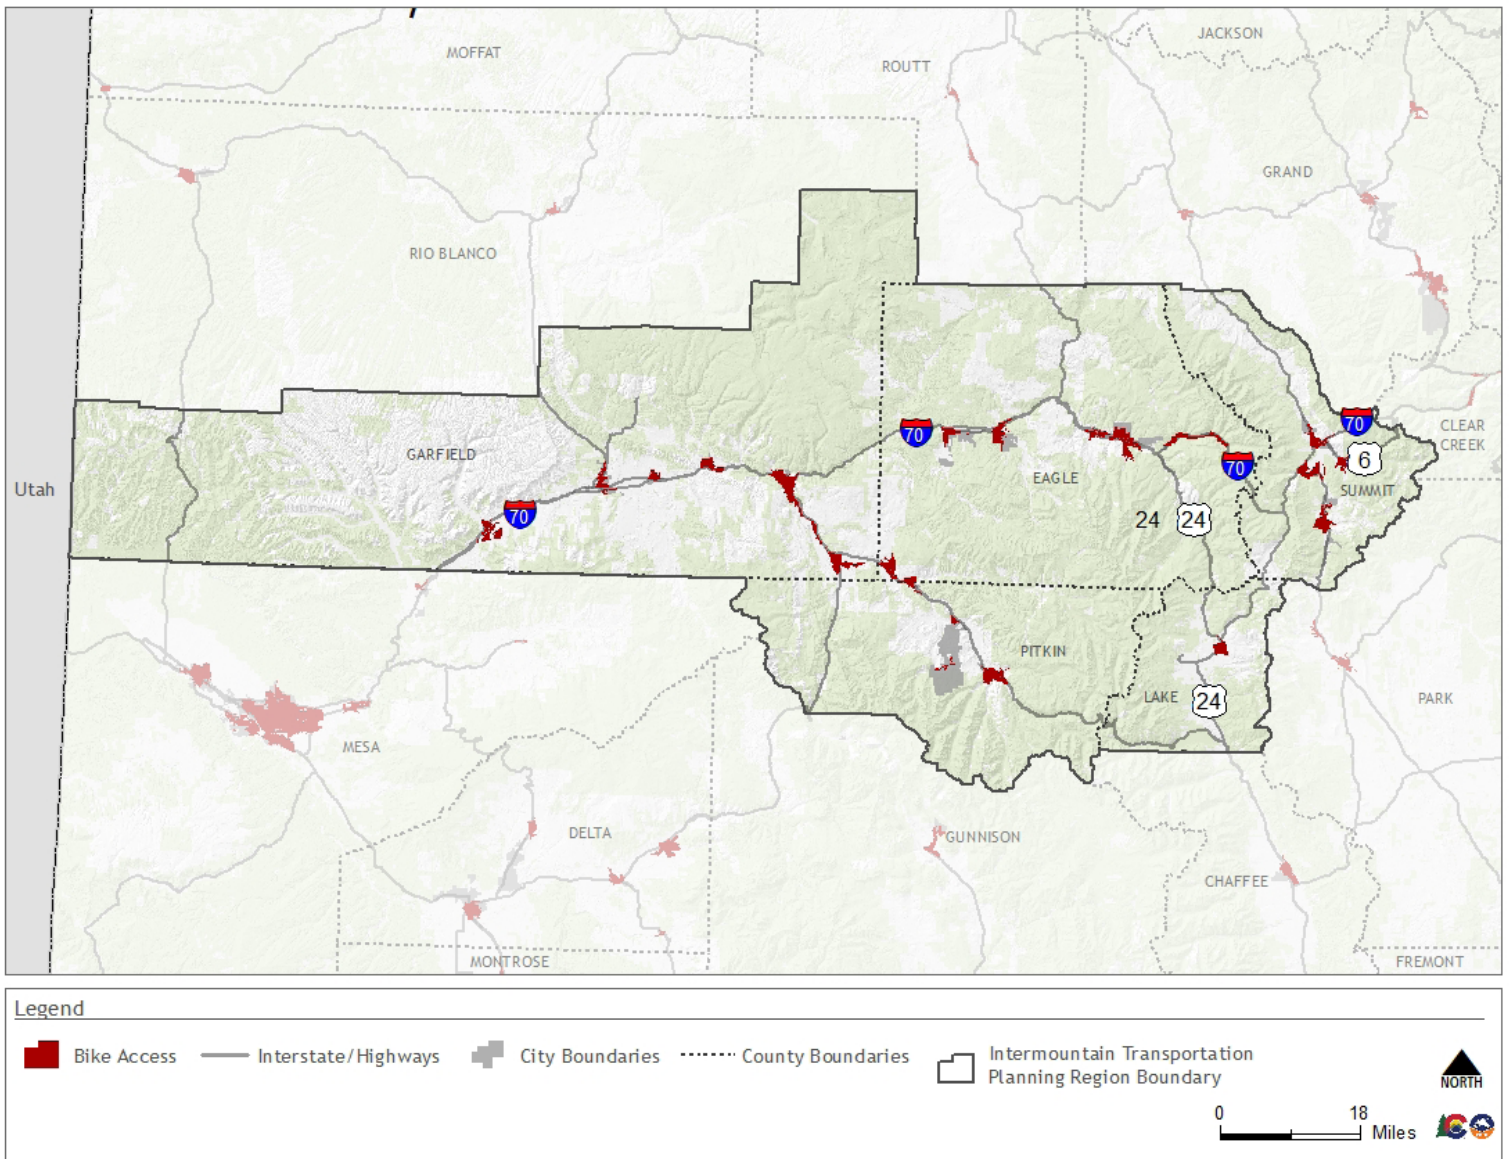 MOFFAT
JACKSON
ROUTT
GRAND
RIO BLANCO
70
CLEAR
CREEK
70
GARFIELD
6
70
EAGLE
Utah
SUMMIT
70
24
24
PITKIN
LAKE
24
PARK
MESA
DELTA
GUNNISON
CHAFFEE
MONTROSE
FREMONT
Legend
Bike Access
Interstate/Highways
City Boundaries
County Boundaries
Intermountain Transportation
Planning Region Boundary
NORTH
0 18
Miles